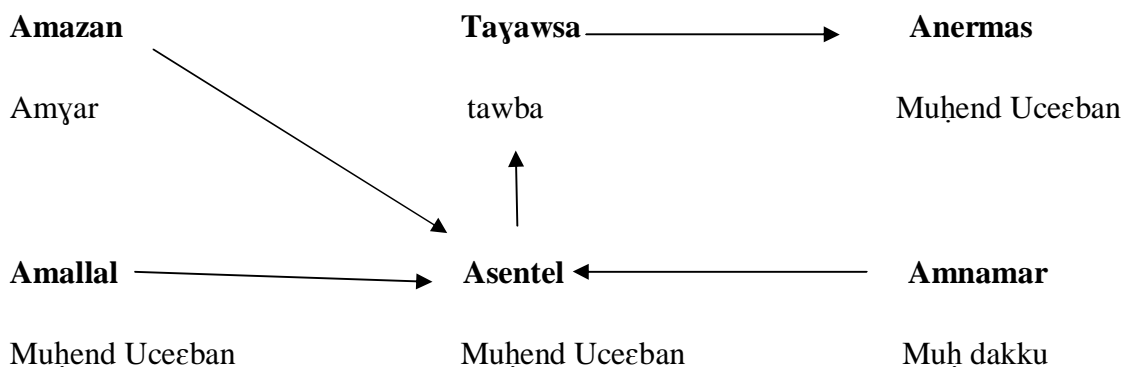 Amazan Taɣawsa Anermas
Amɣar tawba Muḥend Uceɛban
Amallal Asentel Amnamar
Muḥend Uceɛban Muḥend Uceɛban Muḥ dakku